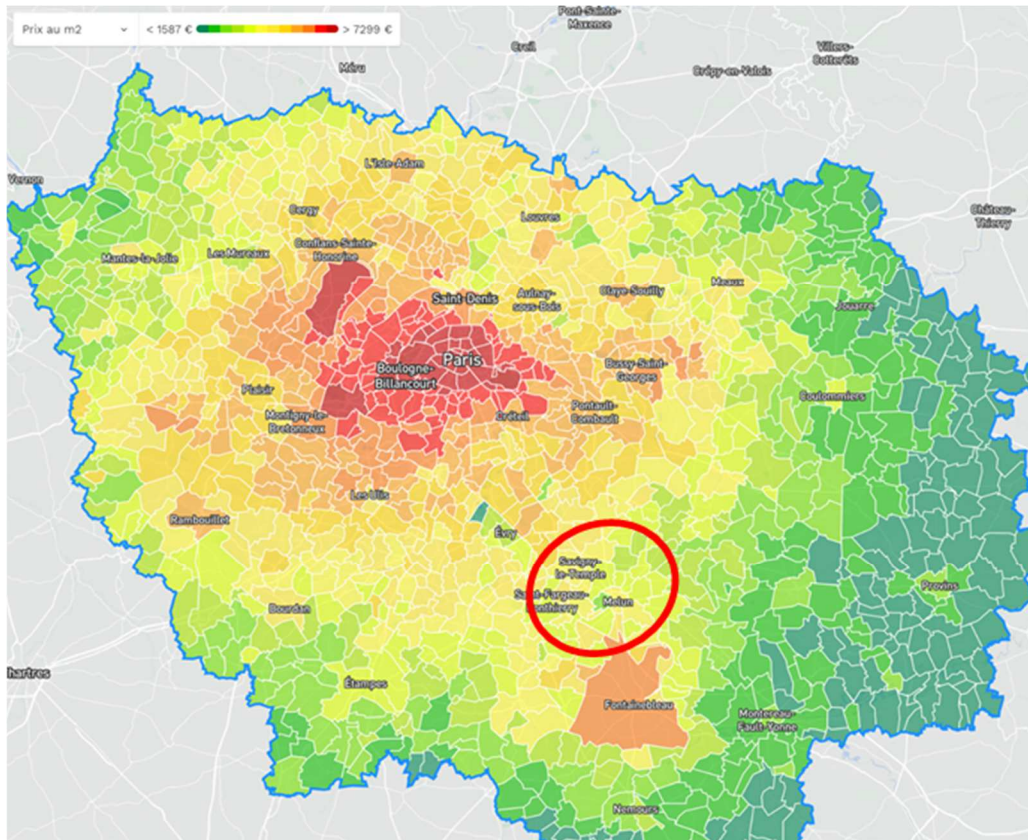 Prix au m2
< 1587 €
> 7299 €
Pont-Sainte-
Maxence
Creil
Villers-
Cotterêts
Méru
Crépy-en-Valois
L'Isle-Adam
Vernon
Château-
Thierry
Cergy
Louvres
Conflans-Sainte-
Honorine
Les Mureaux
Mantes-la-Jolie
Meaux
Claye-Souilly
Aulnay-
sous-Bois
Saint-Denis
Jouarre
Paris
Boulogne-
Billancourt
Bussy-Saint-
Georges
Plaisir
Coulommiers
Montigny-le-
Bretonneux
Créteil
Pontault-
Combault
Les Ulis
Rambouillet
Évry
Savigny-
le-Temple
Saint-Fargeau-
Ponthierry
Melun
Provins
Dourdan
hartres
Étampes
Fontainebleau
Montereau-
Fault-Yonne
Nemours